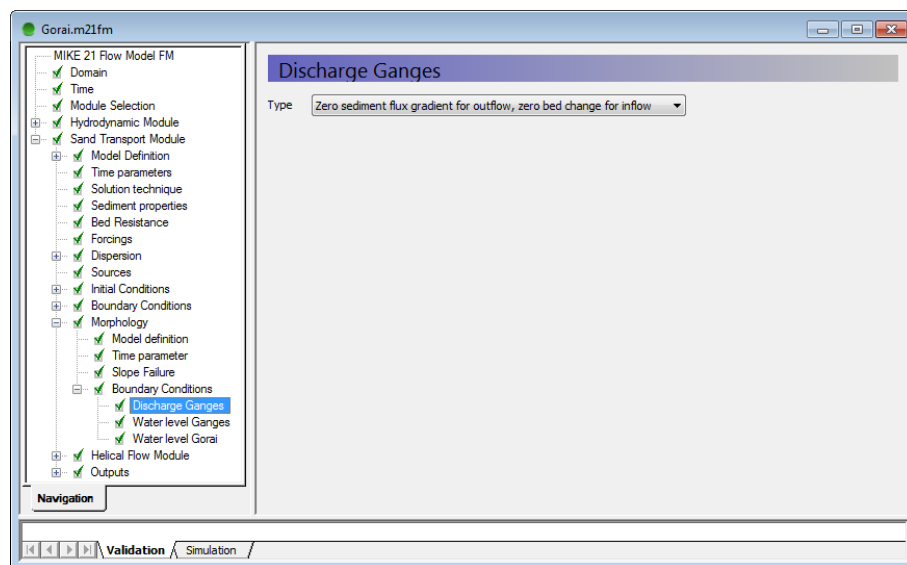 Gorai.m21fm
MIKE 21 Flow Model FM
Domain
Time
Module Selection
Hydrodynamic Module
Sand Transport Module
Model Definition
Time parameters
Solution technique
Sediment properties
Bed Resistance
Forcings
Dispersion
Sources
Initial Conditions
Boundary Conditions
Morphology
Model definition
Time parameter
Slope Failure
Boundary Conditions
Discharge Ganges
Water level Ganges
Water level Gorai
Helical Flow Module
Outputs
Navigation
Discharge Ganges
Type Zero sediment flux gradient for outflow, zero bed change for inflow
Validation Simulation